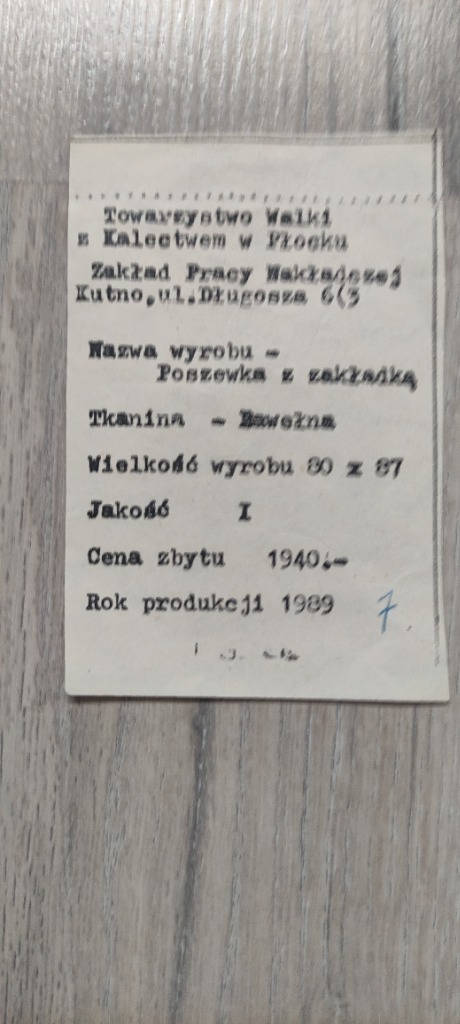 Towarzystwo Walki
z Kalectwem w Płocku
Zakład Pracy Nakładczej
Kutno,ul.Długosza 6(3
Nazwa wyrobu -
Poszewka z zakładką
Tkanina - Bawełna
Wielkość wyrobu 80 x 87
Jakość I
Cena zbytu 1940.-
Rok produkcji 1989 7